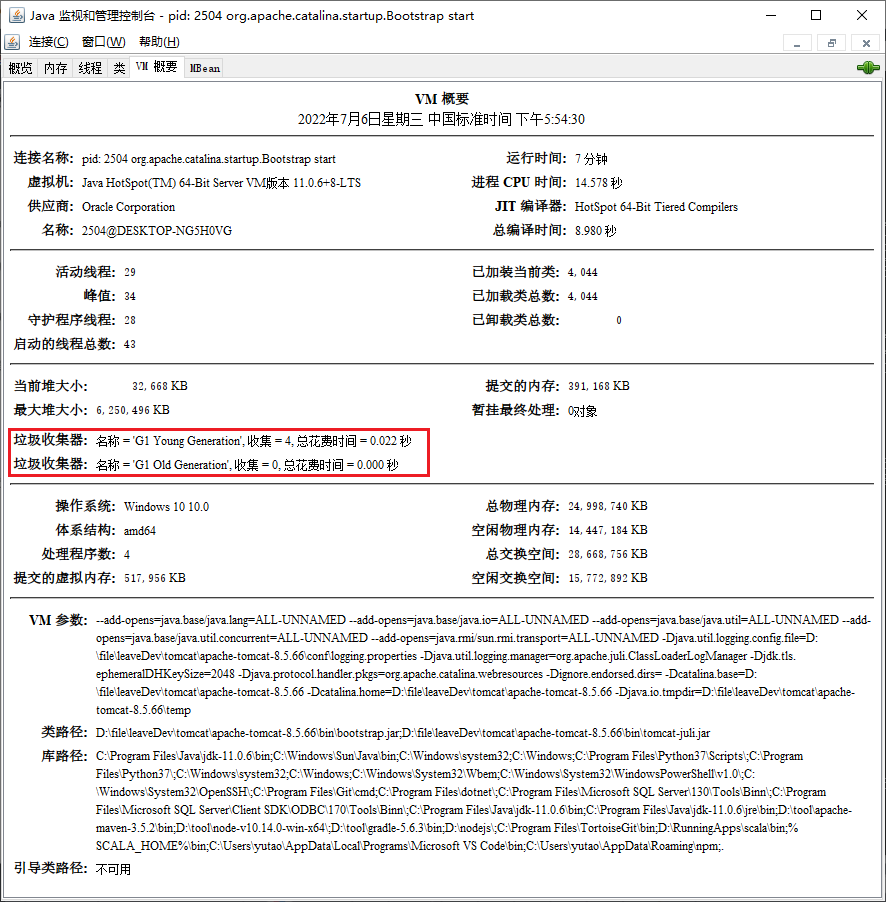 Java 监视和管理控制台 - pid: 2504 org.apache.catalina.startup.Bootstrap start
连接(C) 窗口(W) 帮助(H)
概览 内存 线程 类 VM 概要 MBean
VM 概要
2022年7月6日星期三 中国标准时间 下午5:54:30
连接名称: pid: 2504 org.apache.catalina.startup.Bootstrap start 运行时间: 7 分钟
虚拟机: Java HotSpot(TM) 64-Bit Server VM版本 11.0.6+8-LTS 进程 CPU 时间: 14.578 秒
供应商: Oracle Corporation JIT 编译器: HotSpot 64-Bit Tiered Compilers
名称: 2504@DESKTOP-NG5H0VG 总编译时间: 8.980 秒
活动线程: 29 已加装当前类: 4,044
峰值: 34 已加载类总数: 4,044
守护程序线程: 28 已卸载类总数: 0
启动的线程总数: 43
当前堆大小: 32,668 KB 提交的内存: 391,168 KB
最大堆大小: 6,250,496 KB 暂挂最终处理: 0对象
垃圾收集器: 名称 = 'G1 Young Generation', 收集 = 4, 总花费时间 = 0.022 秒
垃圾收集器: 名称 = 'G1 Old Generation', 收集 = 0, 总花费时间 = 0.000 秒
操作系统: Windows 10 10.0 总物理内存: 24,998,740 KB
体系结构: amd64 空闲物理内存: 14,447,184 KB
处理程序数: 4 总交换空间: 28,668,756 KB
提交的虚拟内存: 517,956 KB 空闲交换空间: 15,772,892 KB
VM 参数: --add-opens=java.base/java.lang=ALL-UNNAMED --add-opens=java.base/java.io=ALL-UNNAMED --add-opens=java.base/java.util=ALL-UNNAMED --add-
opens=java.base/java.util.concurrent=ALL-UNNAMED --add-opens=java.rmi/sun.rmi.transport=ALL-UNNAMED -Djava.util.logging.config.file=D:
\file\leaveDev\tomcat\apache-tomcat-8.5.66\conf\logging.properties -Djava.util.logging.manager=org.apache.juli.ClassLoaderLogManager -Djdk.tls.
ephemeralDHKeySize=2048 -Djava.protocol.handler.pkgs=org.apache.catalina.webresources -Dignore.endorsed.dirs= -Dcatalina.base=D:
\file\leaveDev\tomcat\apache-tomcat-8.5.66 -Dcatalina.home=D:\file\leaveDev\tomcat\apache-tomcat-8.5.66 -Djava.io.tmpdir=D:\file\leaveDev\tomcat\apache-
tomcat-8.5.66\temp
类路径: D:\file\leaveDev\tomcat\apache-tomcat-8.5.66\bin\bootstrap.jar;D:\file\leaveDev\tomcat\apache-tomcat-8.5.66\bin\tomcat-juli.jar
库路径: C:\Program Files\Java\jdk-11.0.6\bin;C:\Windows\Sun\Java\bin;C:\Windows\system32;C:\Windows;C:\Program Files\Python37\Scripts\;C:\Program
Files\Python37\;C:\Windows\system32;C:\Windows;C:\Windows\System32\Wbem;C:\Windows\System32\WindowsPowerShell\v1.0\;C:
\Windows\System32\OpenSSH\;C:\Program Files\Git\cmd;C:\Program Files\dotnet\;C:\Program Files\Microsoft SQL Server\130\Tools\Binn\;C:\Program
Files\Microsoft SQL Server\Client SDK\ODBC\170\Tools\Binn\;C:\Program Files\Java\jdk-11.0.6\bin;C:\Program Files\Java\jdk-11.0.6\jre\bin;D:\tool\apache-
maven-3.5.2\bin;D:\tool\node-v10.14.0-win-x64\;D:\tool\gradle-5.6.3\bin;D:\nodejs\;C:\Program Files\TortoiseGit\bin;D:\RunningApps\scala\bin;%
SCALA_HOME%\bin;C:\Users\yutao\AppData\Local\Programs\Microsoft VS Code\bin;C:\Users\yutao\AppData\Roaming\npm;.
引导类路径: 不可用